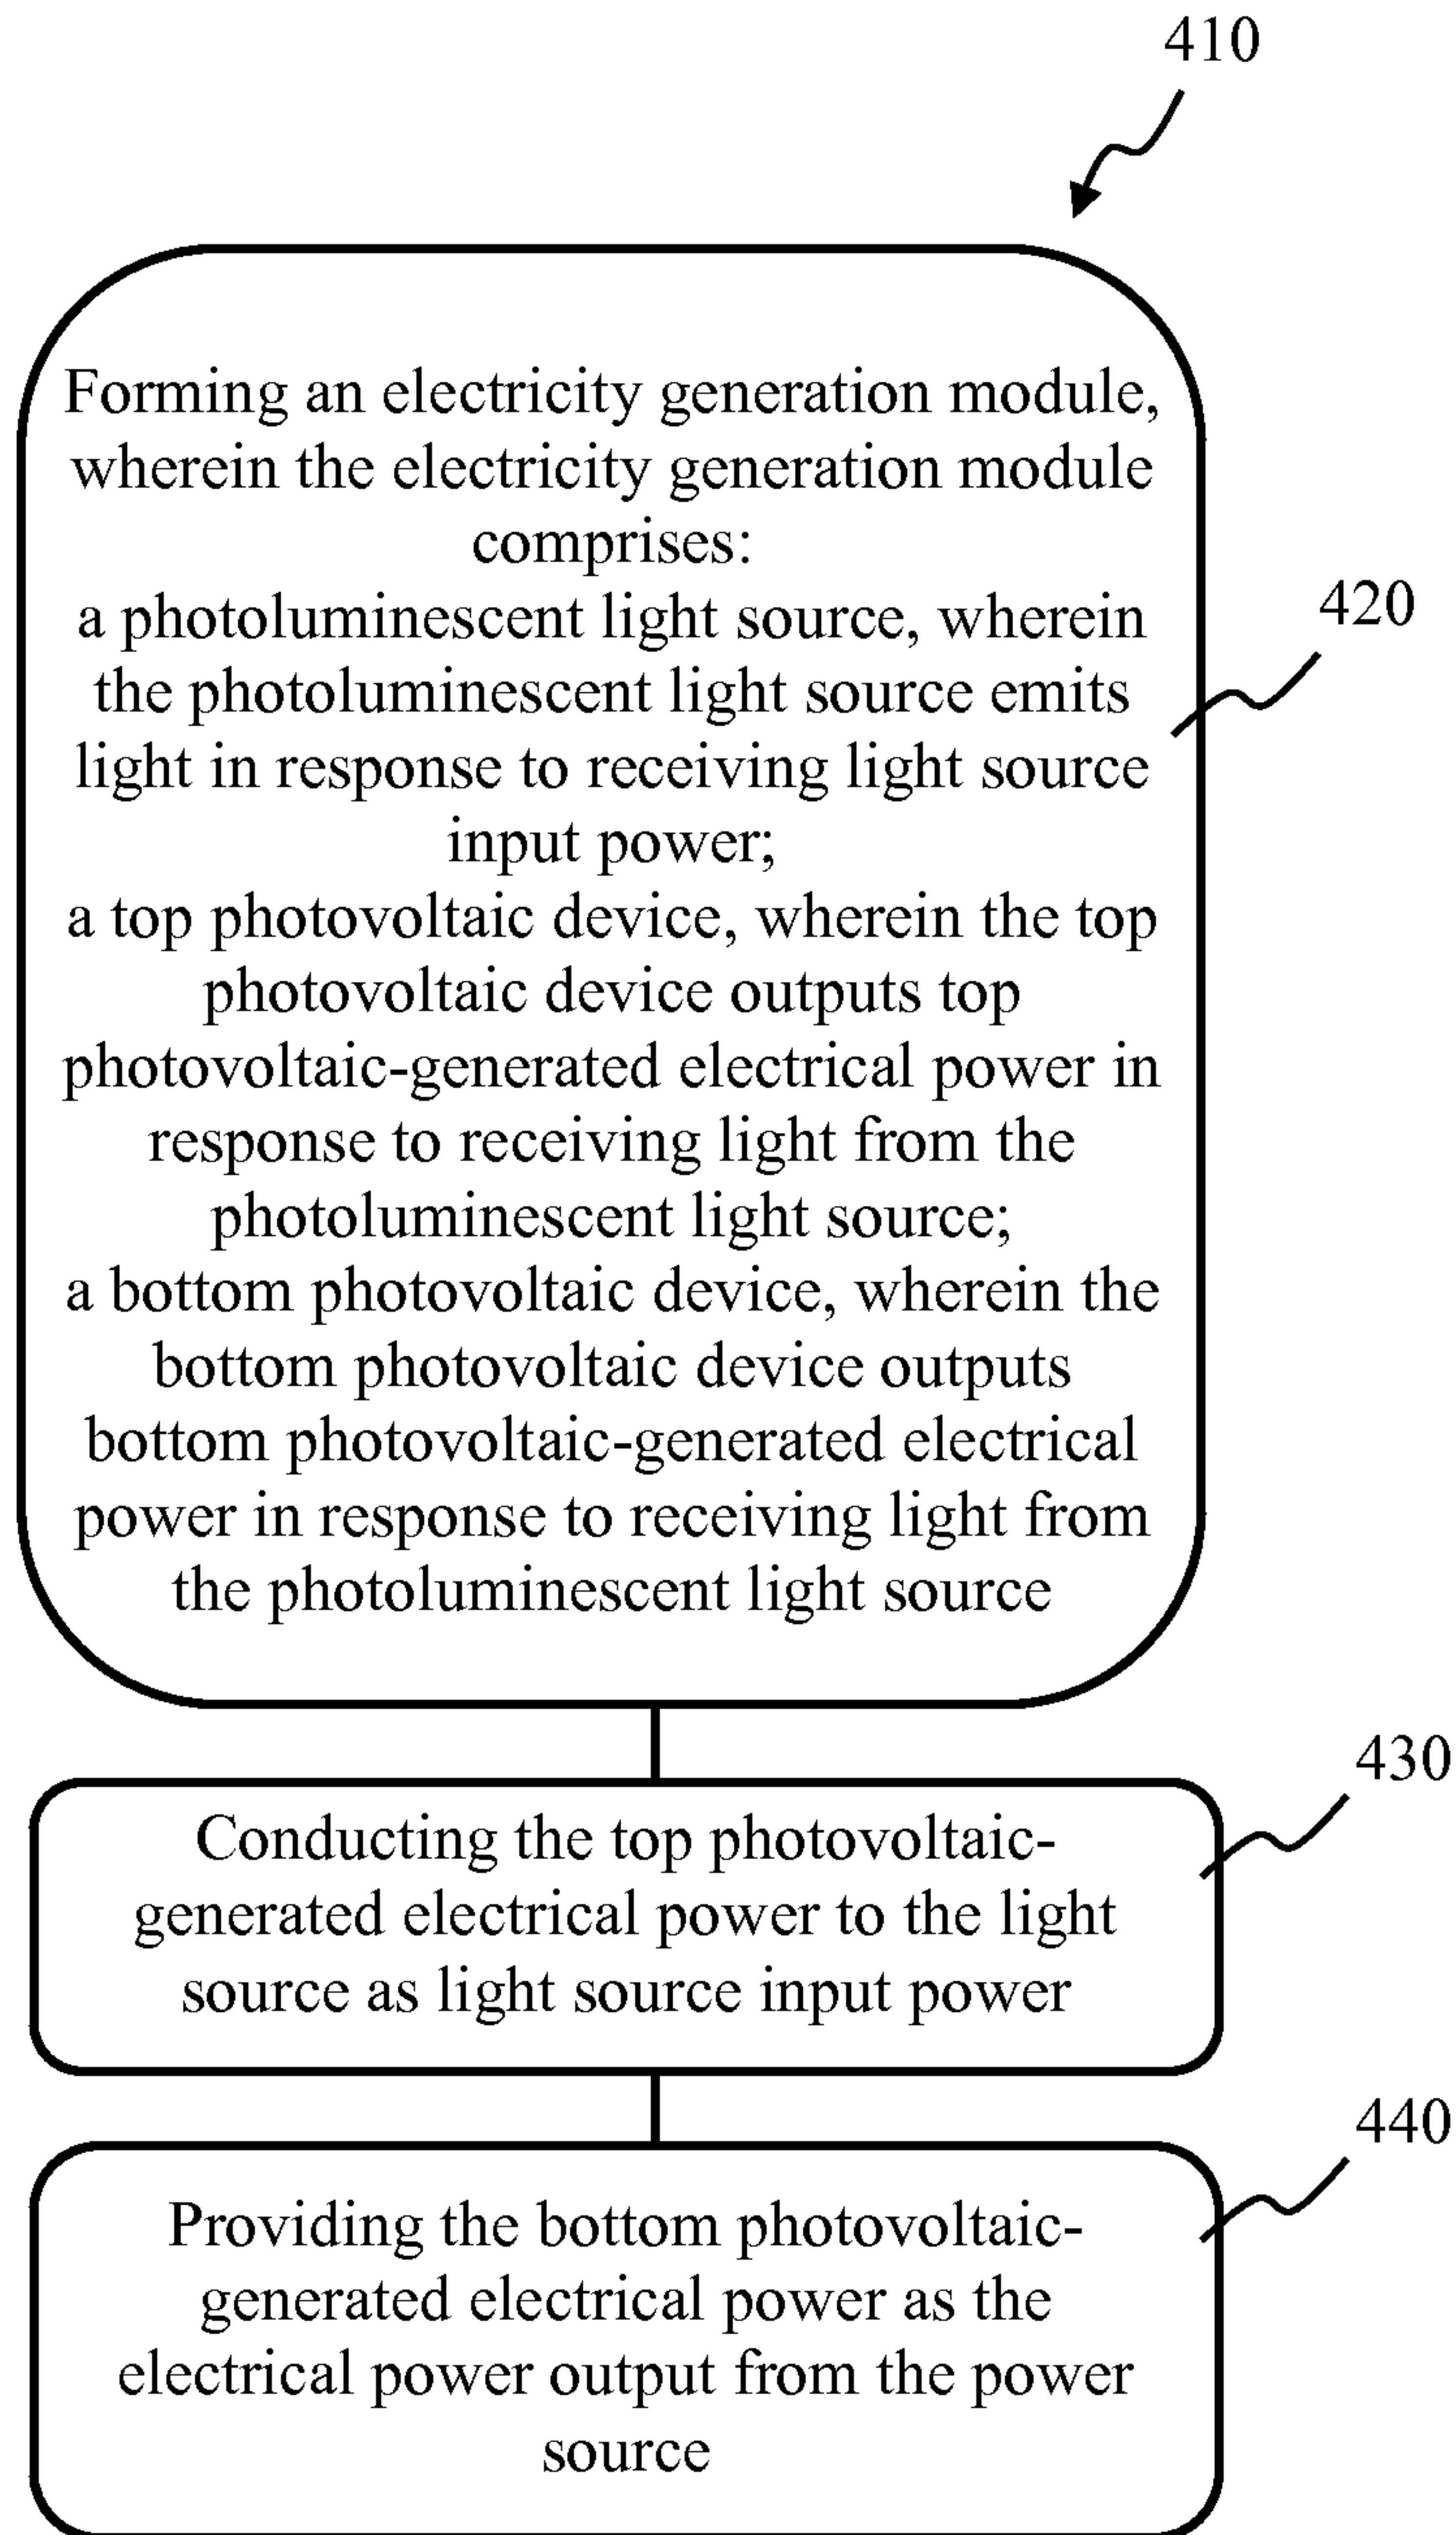 410
Forming an electricity generation module,
wherein the electricity generation module
comprises:
a photoluminescent light source, wherein
the photoluminescent light source emits
light in response to receiving light source
input power;
a top photovoltaic device, wherein the top
photovoltaic device outputs top
photovoltaic-generated electrical power in
response to receiving light from the
photoluminescent light source;
a bottom photovoltaic device, wherein the
bottom photovoltaic device outputs
bottom photovoltaic-generated electrical
power in response to receiving light from
the photoluminescent light source
420
Conducting the top photovoltaic-
generated electrical power to the light
source as light source input power
430
Providing the bottom photovoltaic-
generated electrical power as the
electrical power output from the power
source
440